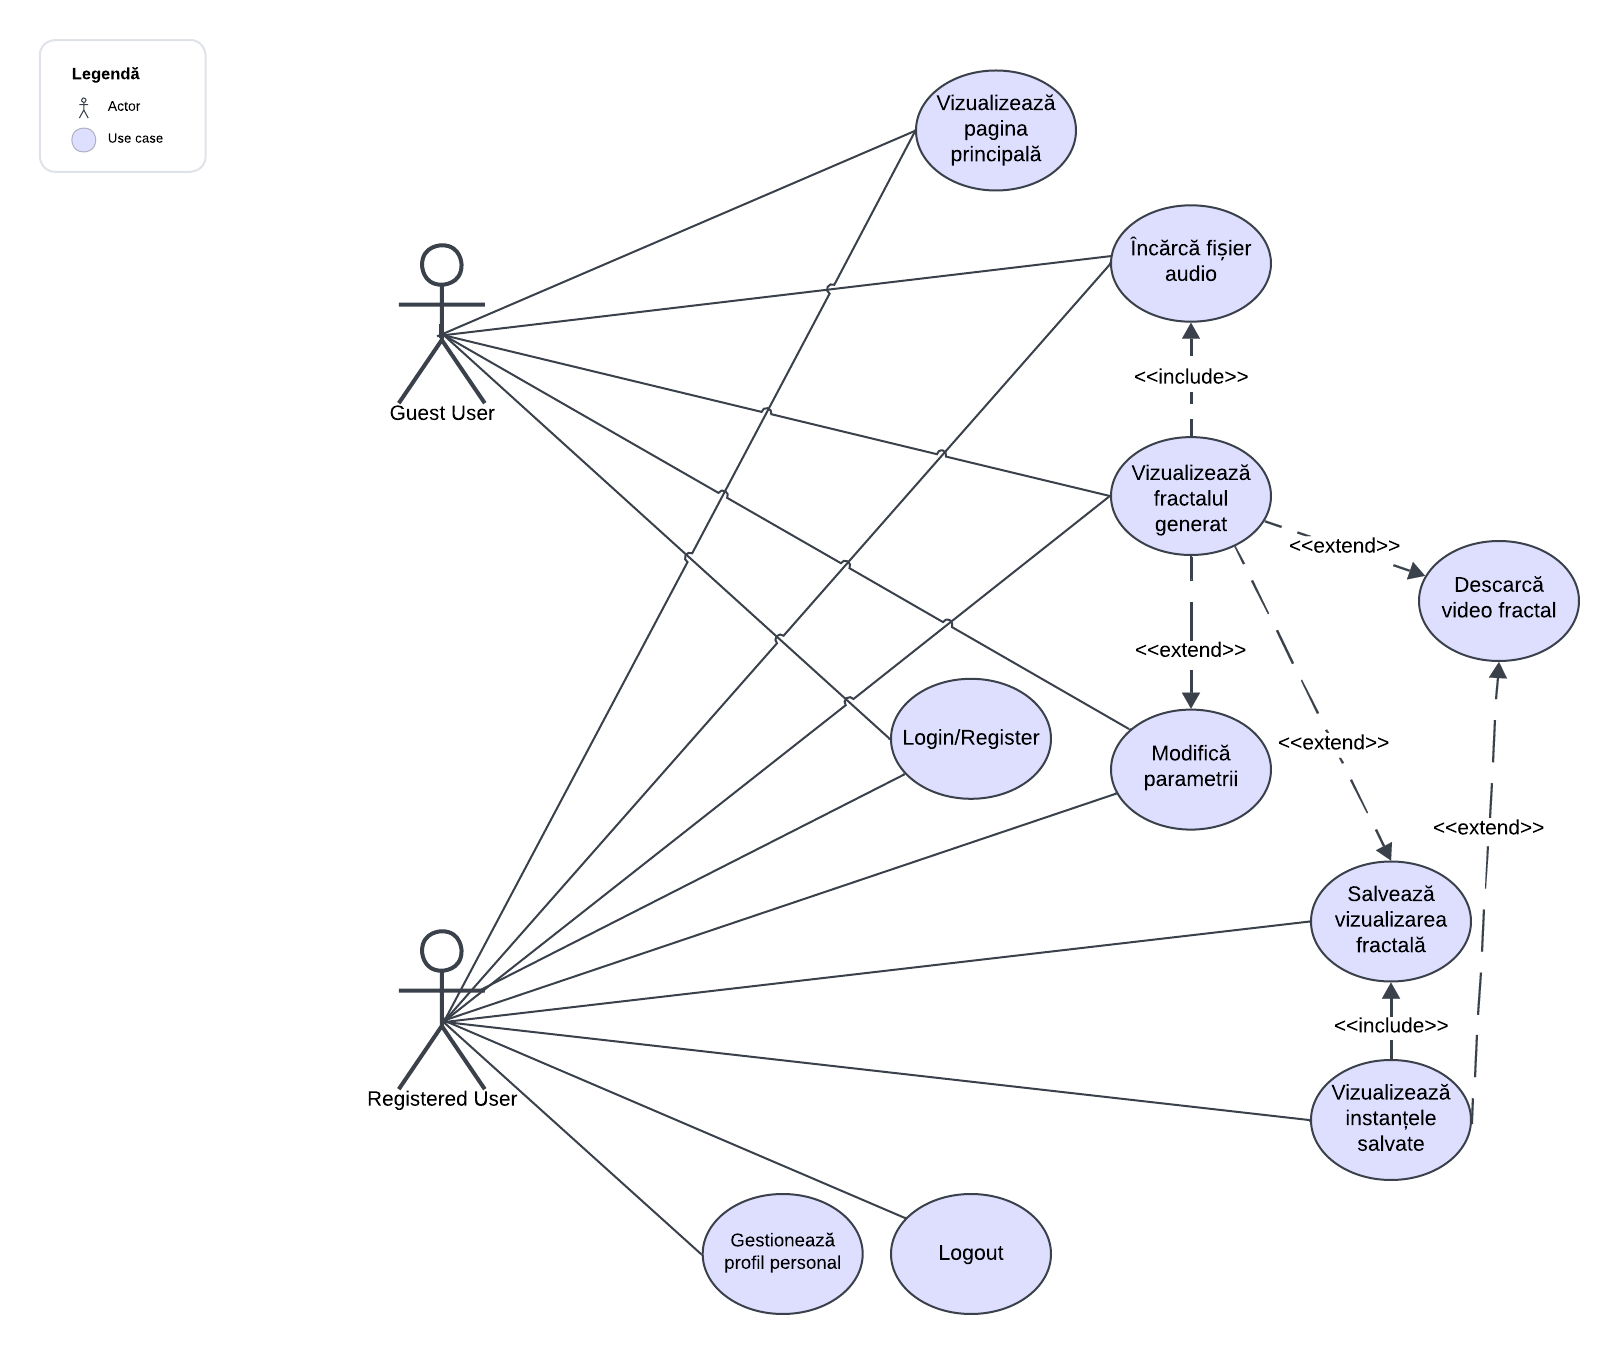 Legendă
Actor
Use case
Vizualizează
pagina
principală
Încărcă fișier
audio
<<include>>
Guest User
Vizualizează
fractalul
generat
<<extend>>
Descarcă
video fractal
<<extend>>
Login/Register
Modifică
parametrii
<<extend>>
<<extend>>
Salvează
vizualizarea
fractală
<<include>>
Registered User
Vizualizează
instanțele
salvate
Gestionează
profil personal
Logout